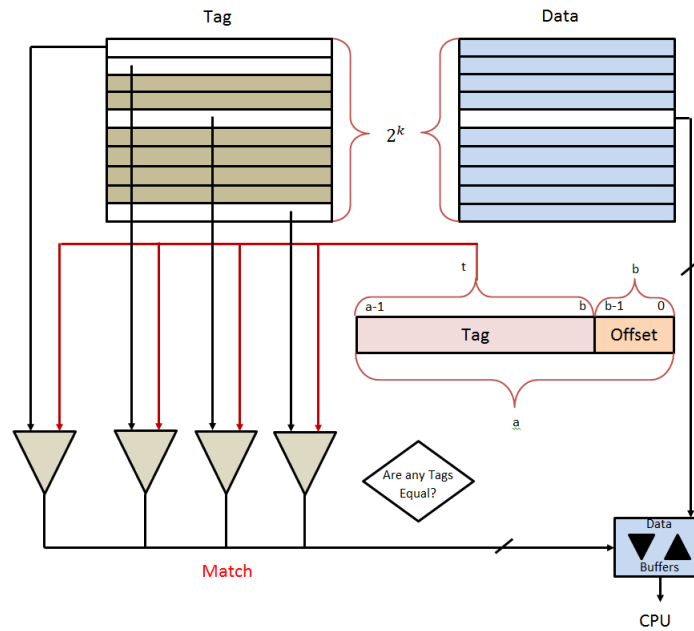 Tag
Data
2^k
t
b
a-1
b
b-1
0
Tag
Offset
a
Are any Tags
Equal?
Match
Data
Buffers
CPU